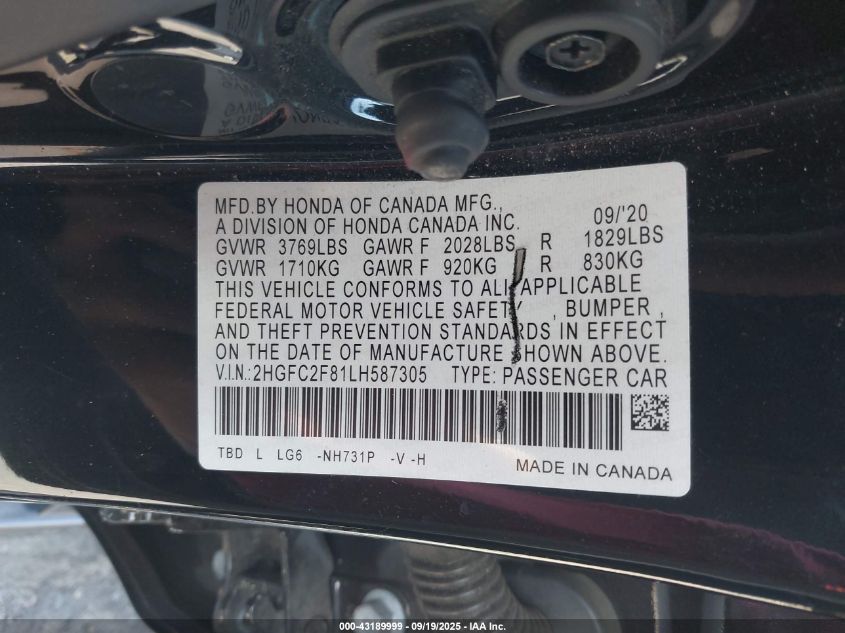 MFD.BY HONDA OF CANADA MFG.,
A DIVISION OF HONDA CANADA INC. 09/'20
GVWR 3769LBS GAWR F 2028LBS R 1829LBS
GVWR 1710KG GAWR F 920KG R 830KG
THIS VEHICLE CONFORMS TO ALL APPLICABLE
FEDERAL MOTOR VEHICLE SAFETY , BUMPER ,
AND THEFT PREVENTION STANDARDS IN EFFECT
ON THE DATE OF MANUFACTURE SHOWN ABOVE.
V.I.N.:2HGFC2F81LH587305 TYPE: PASSENGER CAR
TBD L LG6 -NH731P -V -H
MADE IN CANADA
000-43189999 - 09/19/2025 - IAA Inc.